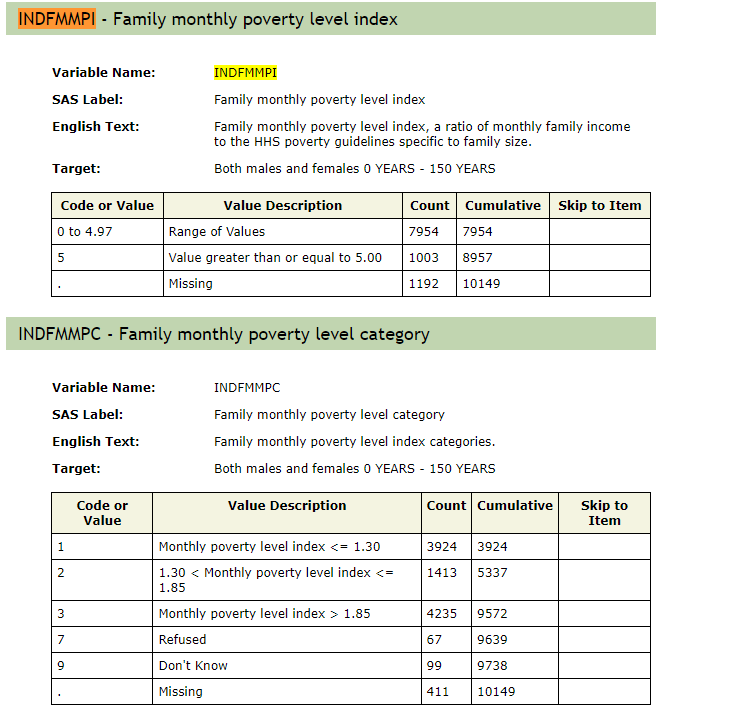 INDFMMPI - Family monthly poverty level index
Variable Name: INDFMMPI
SAS Label: Family monthly poverty level index
English Text: Family monthly poverty level index, a ratio of monthly family income
to the HHS poverty guidelines specific to family size.
Target: Both males and females 0 YEARS - 150 YEARS
Code or Value Value Description Count Cumulative Skip to Item
0 to 4.97 Range of Values 7954 7954
5 Value greater than or equal to 5.00 1003 8957
. Missing 1192 10149
INDFMMPC - Family monthly poverty level category
Variable Name: INDFMMPC
SAS Label: Family monthly poverty level category
English Text: Family monthly poverty level index categories.
Target: Both males and females 0 YEARS - 150 YEARS
Code or Value Description Count Cumulative Skip to
Value Item
1 Monthly poverty level index <= 1.30 3924 3924
2 1.30 < Monthly poverty level index <= 1413 5337
1.85
3 Monthly poverty level index > 1.85 4235 9572
7 Refused 67 9639
9 Don't Know 99 9738
. Missing 411 10149